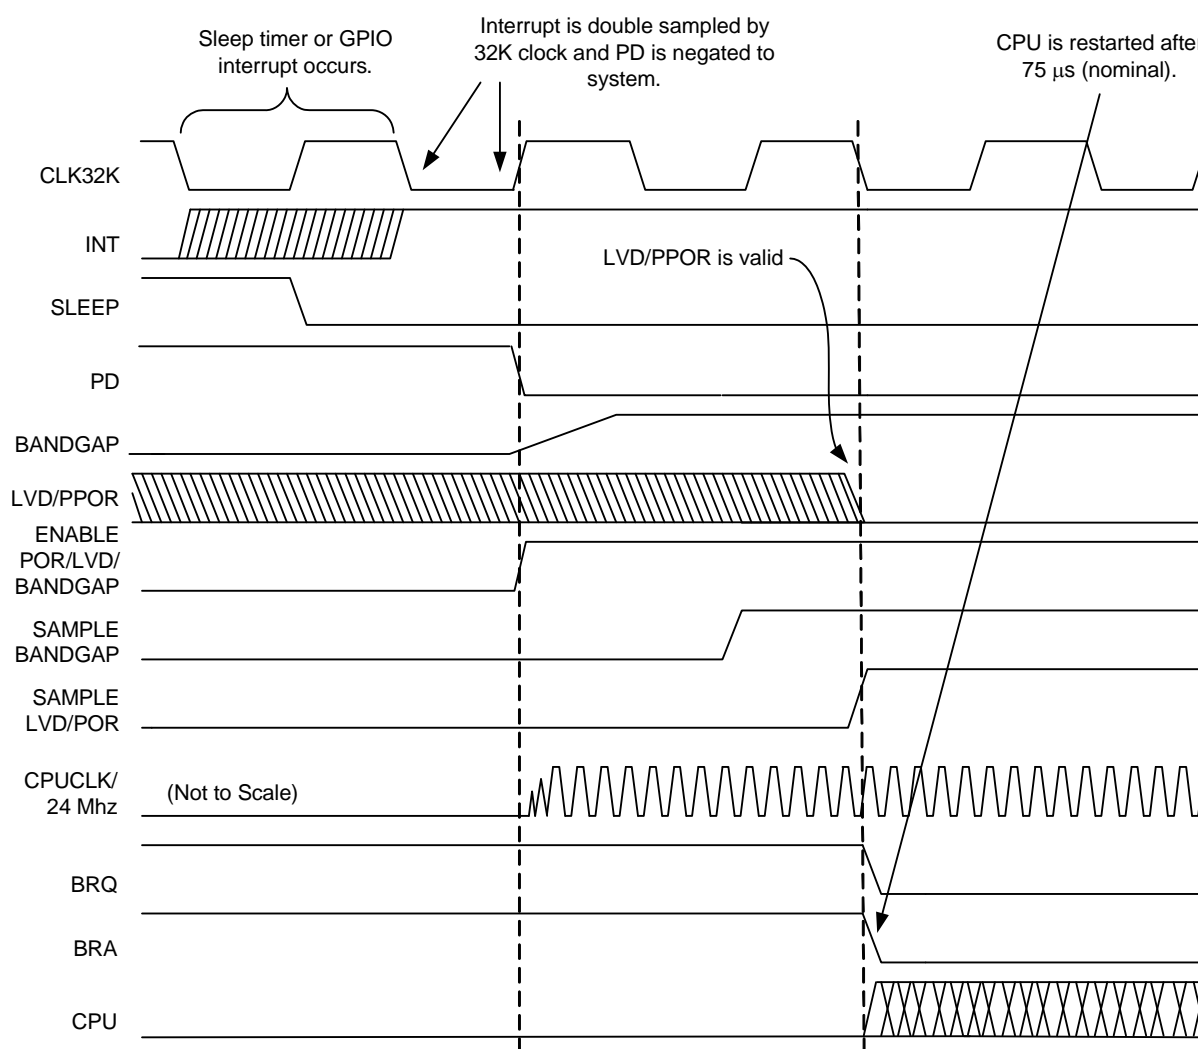 Sleep timer or GPIO
interrupt occurs.
Interrupt is double sampled by
32K clock and PD is negated to
system.
CPU is restarted after
75 μs (nominal).
CLK32K
INT
LVD/PPOR is valid
SLEEP
PD
BANDGAP
LVD/PPOR
ENABLE
POR/LVD/
BANDGAP
SAMPLE
BANDGAP
SAMPLE
LVD/POR
CPUCLK/
24 Mhz
(Not to Scale)
BRQ
BRA
CPU